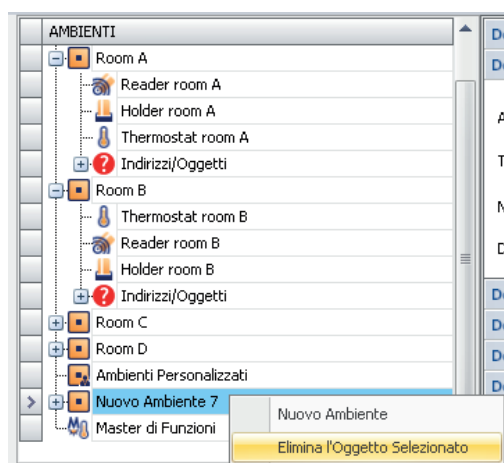 AMBIENTI
Room A
Reader room A
Holder room A
Thermostat room A
Indirizzi/Oggetti
Room B
Thermostat room B
Reader room B
Holder room B
Indirizzi/Oggetti
Room C
Room D
Ambienti Personalizzati
Nuovo Ambiente 7
Master di Funzioni
Nuovo Ambiente
Elimina l'Oggetto Selezionato